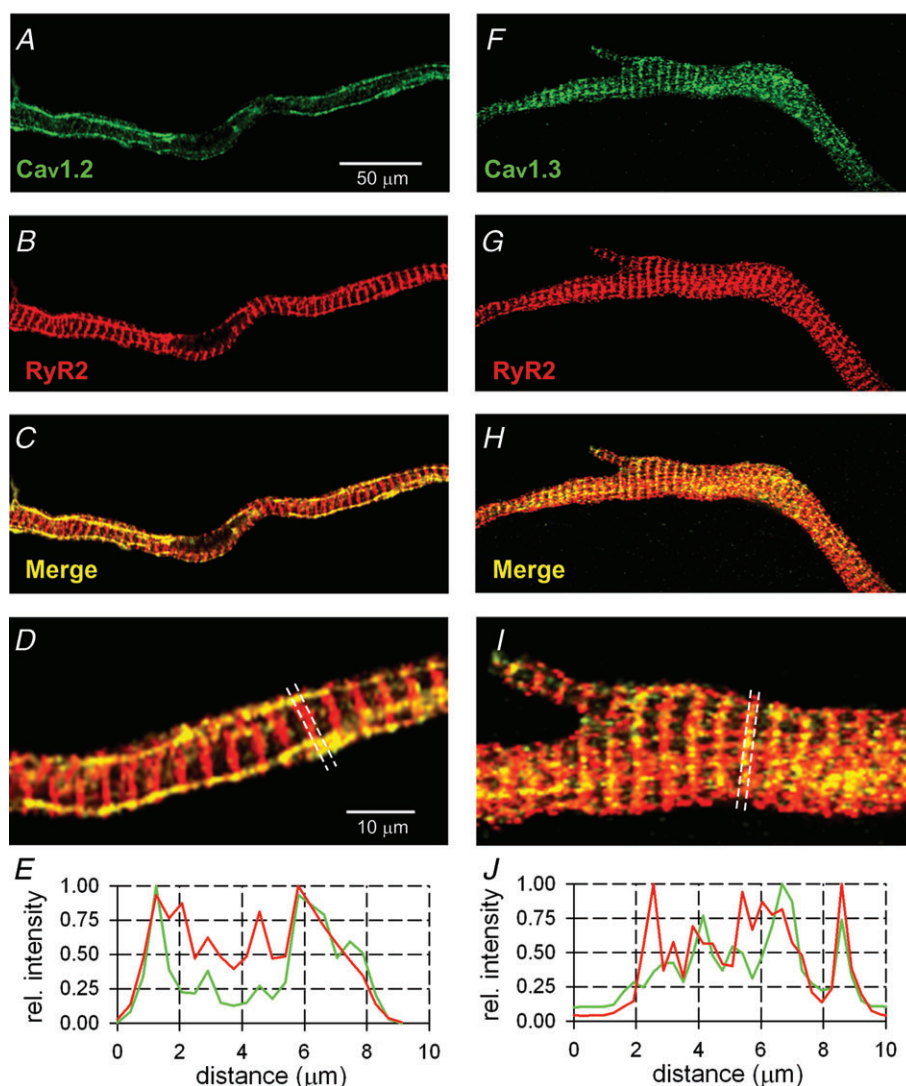 A
Cav1.2
50 μm
B
RyR2
C
Merge
D
10 μm
E
1.00
0.75
0.50
0.25
0.00
rel. intensity
0 2 4 6 8 10
distance (μm)
F
Cav1.3
G
RyR2
H
Merge
I
J
1.00
0.75
0.50
0.25
0.00
rel. intensity
0 2 4 6 8 10
distance (μm)